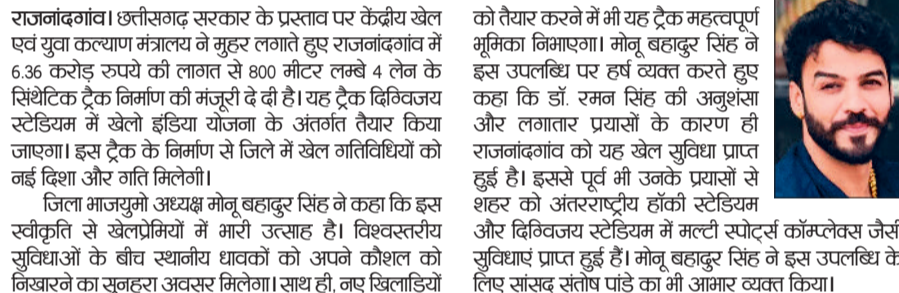 राजनांदगांव। छत्तीसगढ़ सरकार के प्रस्ताव पर केंद्रीय खेल
एवं युवा कल्याण मंत्रालय ने मुहर लगाते हुए राजनांदगांव में
6.36 करोड़ रुपये की लागत से 800 मीटर लम्बे 4 लेन के
सिंथेटिक ट्रैक निर्माण की मंजूरी दे दी है। यह ट्रैक दिग्विजय
स्टेडियम में खेलो इंडिया योजना के अंतर्गत तैयार किया
जाएगा। इस ट्रैक के निर्माण से जिले में खेल गतिविधियों को
नई दिशा और गति मिलेगी।
जिला भाजयुमो अध्यक्ष मोनू बहादुर सिंह ने कहा कि इस
स्वीकृति से खेलप्रेमियों में भारी उत्साह है। विश्वस्तरीय
सुविधाओं के बीच स्थानीय धावकों को अपने कौशल को
निखारने का सुनहरा अवसर मिलेगा। साथ ही, नए खिलाड़ियों
को तैयार करने में भी यह ट्रैक महत्वपूर्ण
भूमिका निभाएगा। मोनू बहादुर सिंह ने
इस उपलब्धि पर हर्ष व्यक्त करते हुए
कहा कि डॉ. रमन सिंह की अनुशंसा
और लगातार प्रयासों के कारण ही
राजनांदगांव को यह खेल सुविधा प्राप्त
हुई है। इससे पूर्व भी उनके प्रयासों से
शहर को अंतरराष्ट्रीय हॉकी स्टेडियम
और दिग्विजय स्टेडियम में मल्टी स्पोर्ट्स कॉम्प्लेक्स जैसी
सुविधाएं प्राप्त हुई हैं। मोनू बहादुर सिंह ने इस उपलब्धि के
लिए सांसद संतोष पांडे का भी आभार व्यक्त किया।